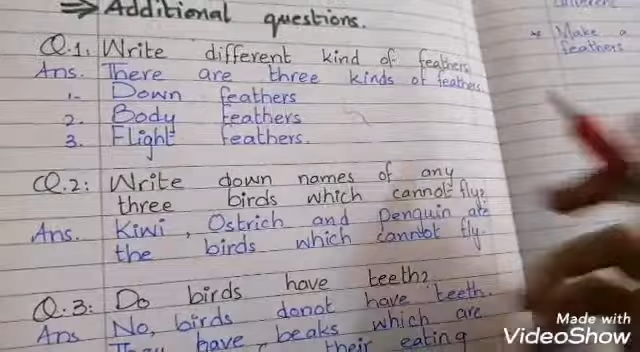 ⇒ Additional questions.
Q.1: Write different kind of feathers
Ans. There are three kinds of feathers.
1. Down feathers
2. Body feathers
3. Flight feathers.
Q.2: Write down names of any
three birds which cannot fly?
Ans. Kiwi, Ostrich and penguin are
the birds which cannot fly.
Q.3: Do birds have teeth?
Ans No, birds donot have teeth.
They have beaks which are
their eating
* Make a
feathers
Made with
VideoShow